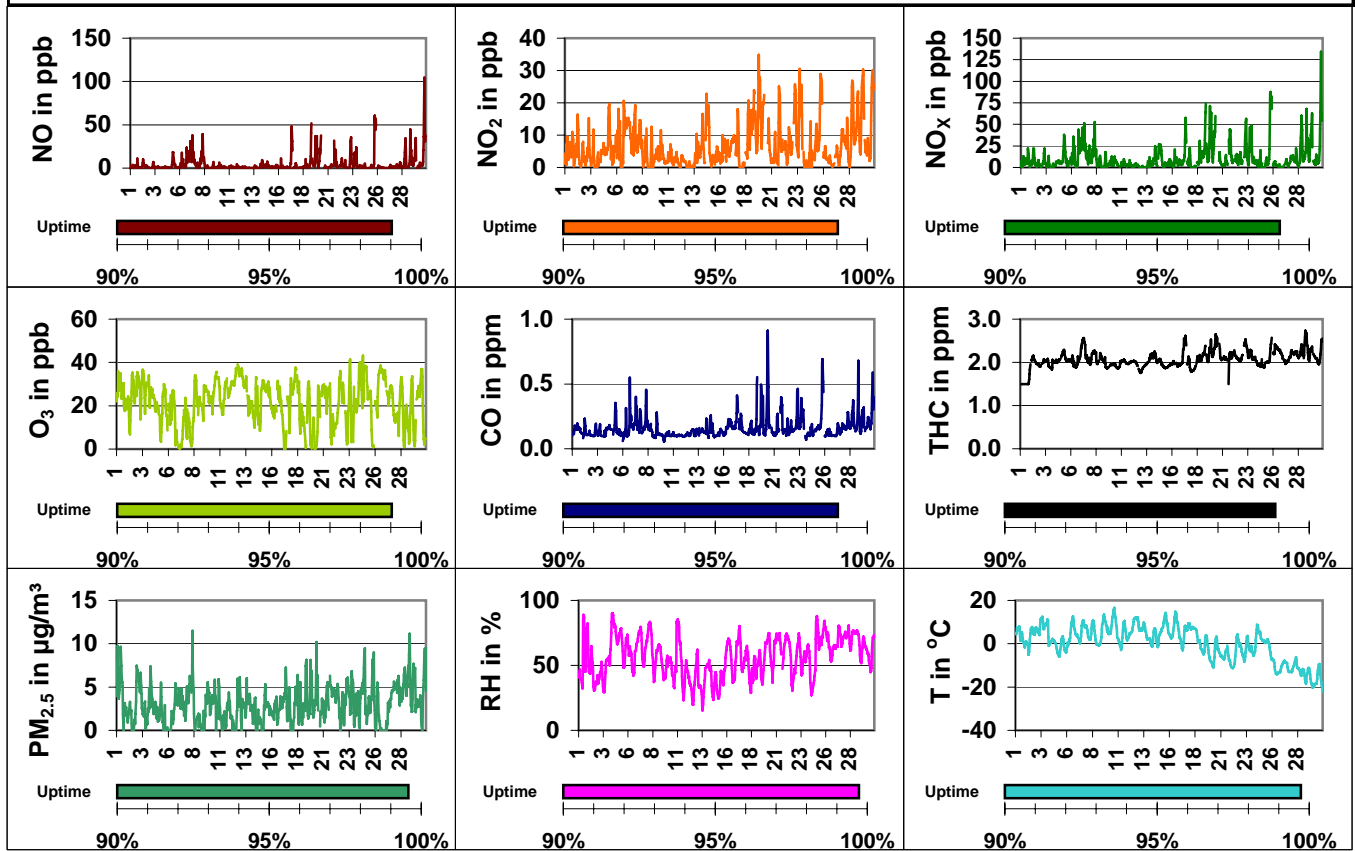 NO in ppb
150
100
50
0
1 3 6 8 11 13 16 18 21 23 26 28
Uptime
90% 95% 100%
NO₂ in ppb
40
30
20
10
0
1 3 6 8 11 13 16 18 21 23 26 28
Uptime
90% 95% 100%
NOX in ppb
150
125
100
75
50
25
0
1 3 6 8 11 13 16 18 21 23 26 28
Uptime
90% 95% 100%
O₃ in ppb
60
40
20
0
1 3 6 8 11 13 16 18 21 23 26 28
Uptime
90% 95% 100%
CO in ppm
1.0
0.5
0.0
1 3 6 8 11 13 16 18 21 23 26 28
Uptime
90% 95% 100%
THC in ppm
3.0
2.0
1.0
0.0
1 3 6 8 11 13 16 18 21 23 26 28
Uptime
90% 95% 100%
PM₂.₅ in µg/m³
15
10
5
0
1 3 6 8 11 13 16 18 21 23 26 28
Uptime
90% 95% 100%
RH in %
100
50
0
1 3 6 8 11 13 16 18 21 23 26 28
Uptime
90% 95% 100%
T in °C
20
0
-20
-40
1 3 6 8 11 13 16 18 21 23 26 28
Uptime
90% 95% 100%